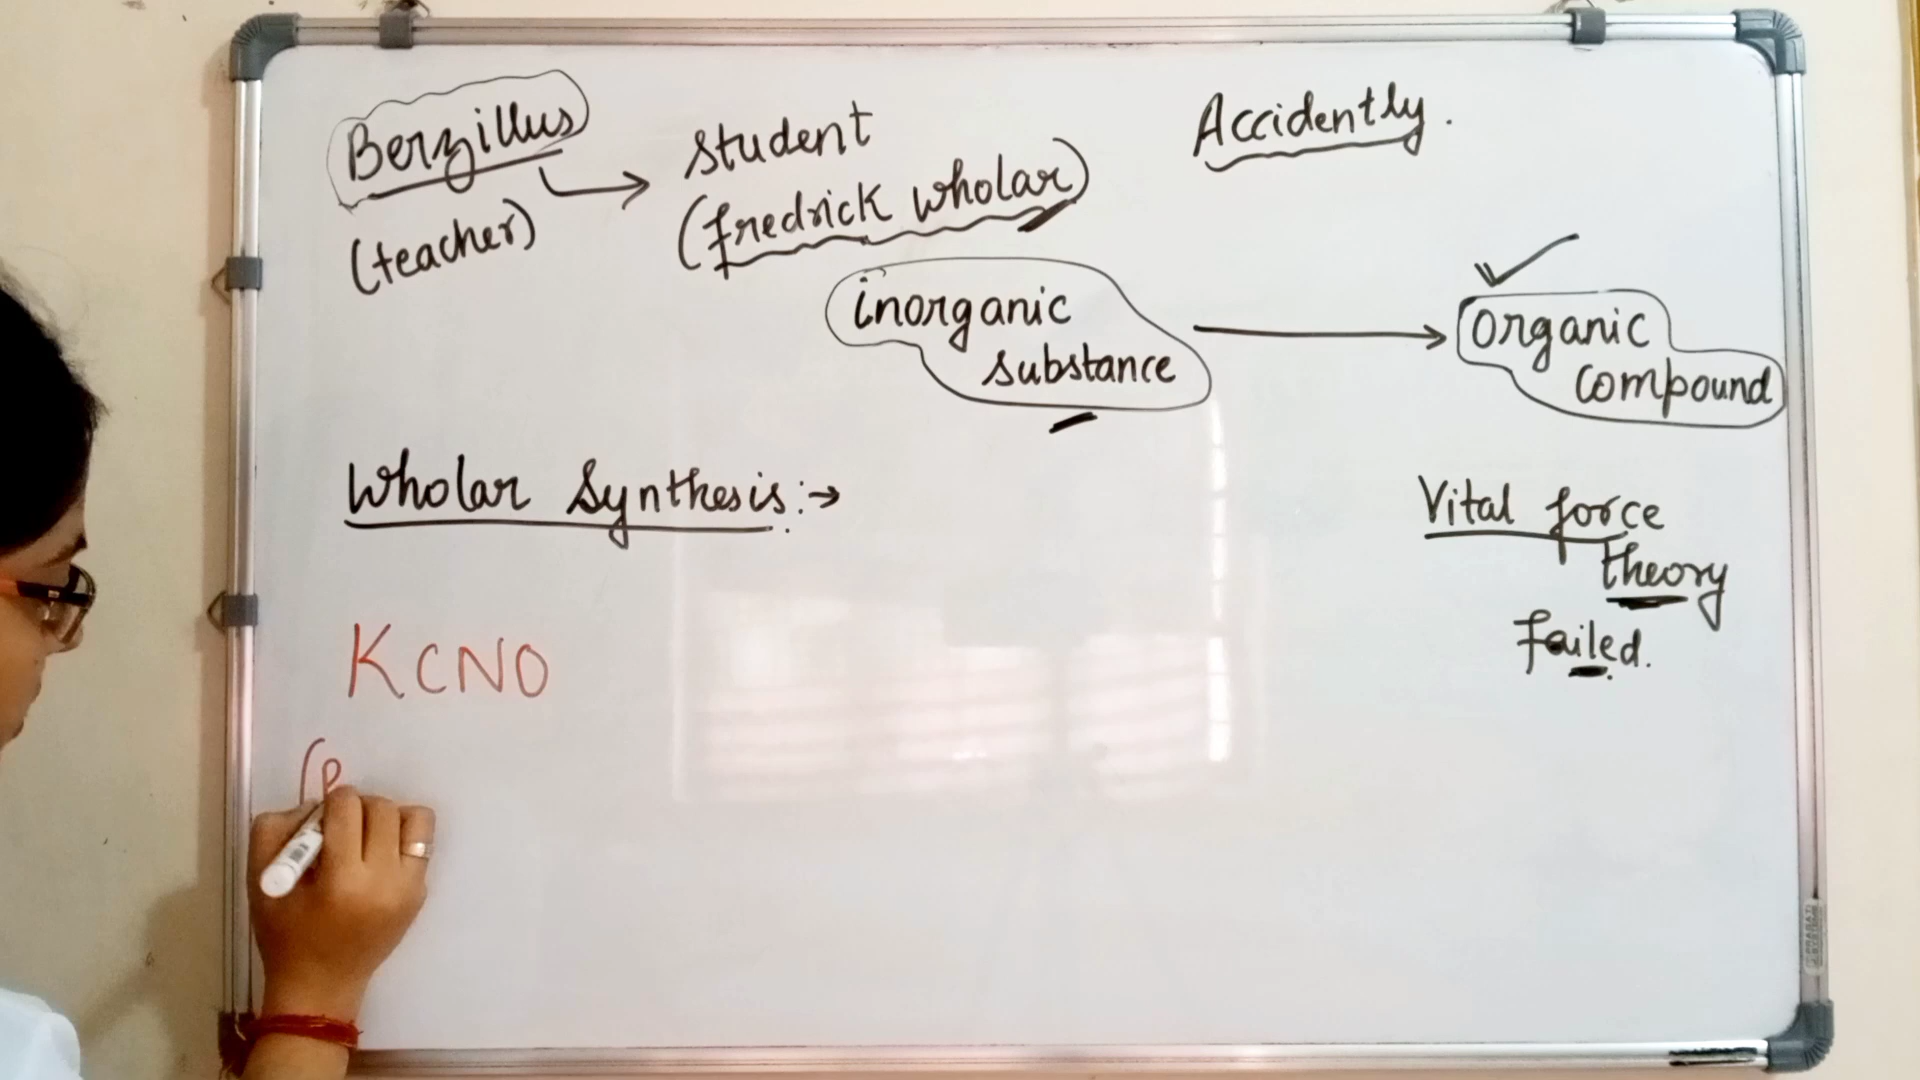 Berzillus
(teacher)
student
(fredrick wholar)
Accidently.
inorganic
substance
organic
compound
Wholar Synthesis:→
Vital force
theory
Failed.
KCNO
(P